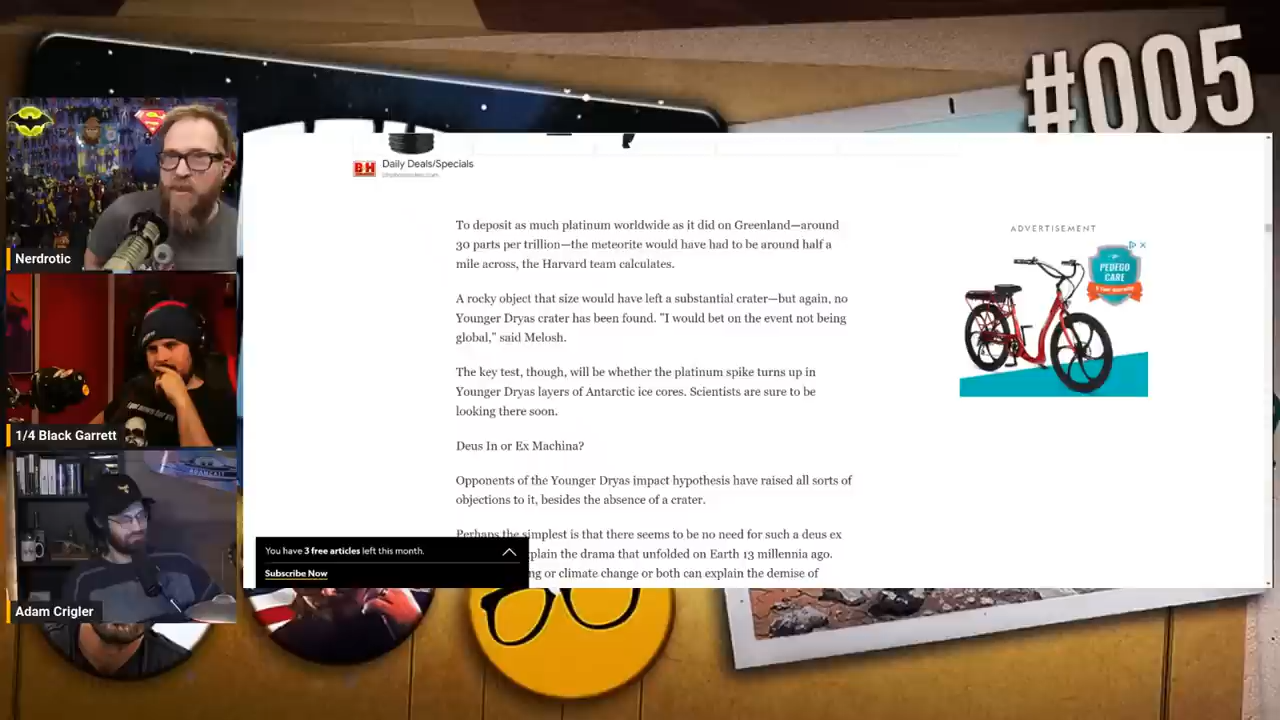 #005
BH
Daily Deals/Specials
To deposit as much platinum worldwide as it did on Greenland—around
30 parts per trillion—the meteorite would have had to be around half a
mile across, the Harvard team calculates.
A rocky object that size would have left a substantial crater—but again, no
Younger Dryas crater has been found. "I would bet on the event not being
global," said Melosh.
The key test, though, will be whether the platinum spike turns up in
Younger Dryas layers of Antarctic ice cores. Scientists are sure to be
looking there soon.
Deus In or Ex Machina?
Opponents of the Younger Dryas impact hypothesis have raised all sorts of
objections to it, besides the absence of a crater.
Perhaps the simplest is that there seems to be no need for such a deus ex
plain the drama that unfolded on Earth 13 millennia ago.
ng or climate change or both can explain the demise of
ADVERTISEMENT
PEDEGO
CARE
You have 3 free articles left this month.
Subscribe Now
Nerdrotic
1/4 Black Garrett
Adam Crigler